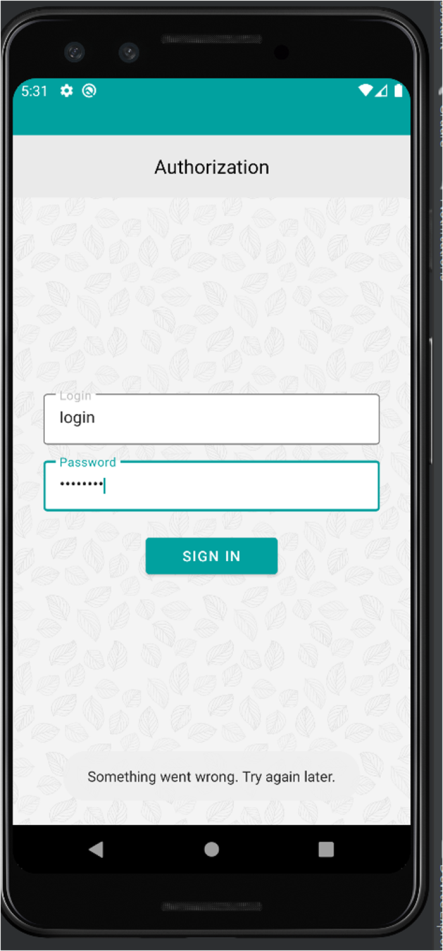 5:31
Authorization
Login
login
Password
••••••••
SIGN IN
Something went wrong. Try again later.